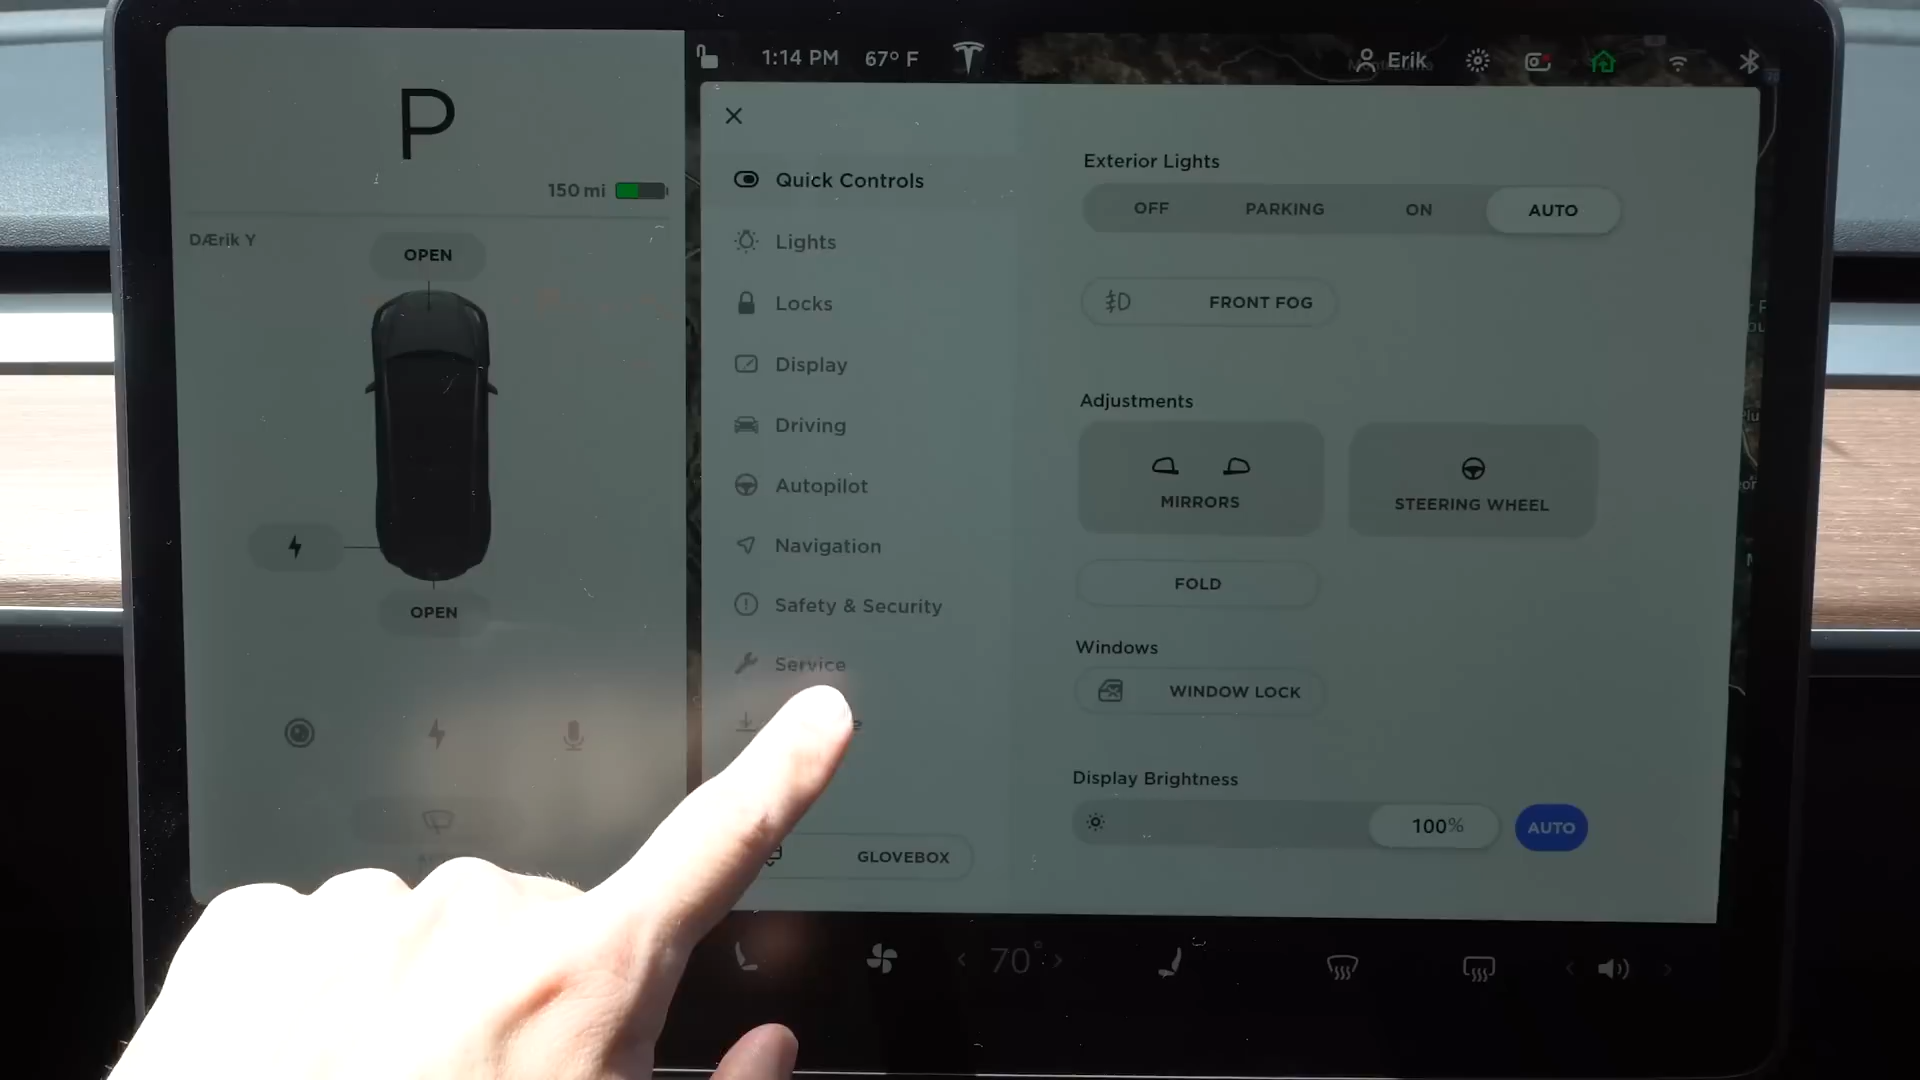 P
150 mi
DÆrik Y
OPEN
OPEN
1:14 PM 67° F
Erik
Quick Controls
Lights
Locks
Display
Driving
Autopilot
Navigation
Safety & Security
Service
GLOVEBOX
Exterior Lights
OFF PARKING ON AUTO
FRONT FOG
Adjustments
MIRRORS
STEERING WHEEL
FOLD
Windows
WINDOW LOCK
Display Brightness
100% AUTO
70°